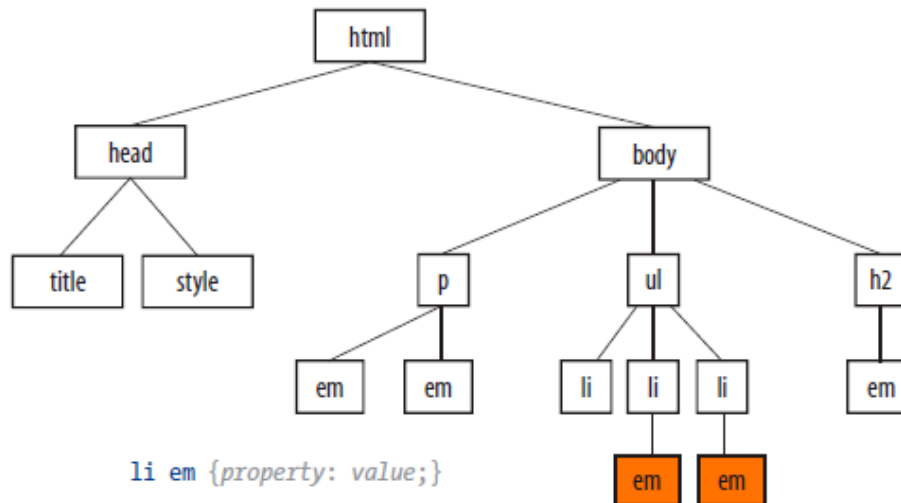 html
head body
title style p ul h2
em em li li li em
li em {property: value;} em em